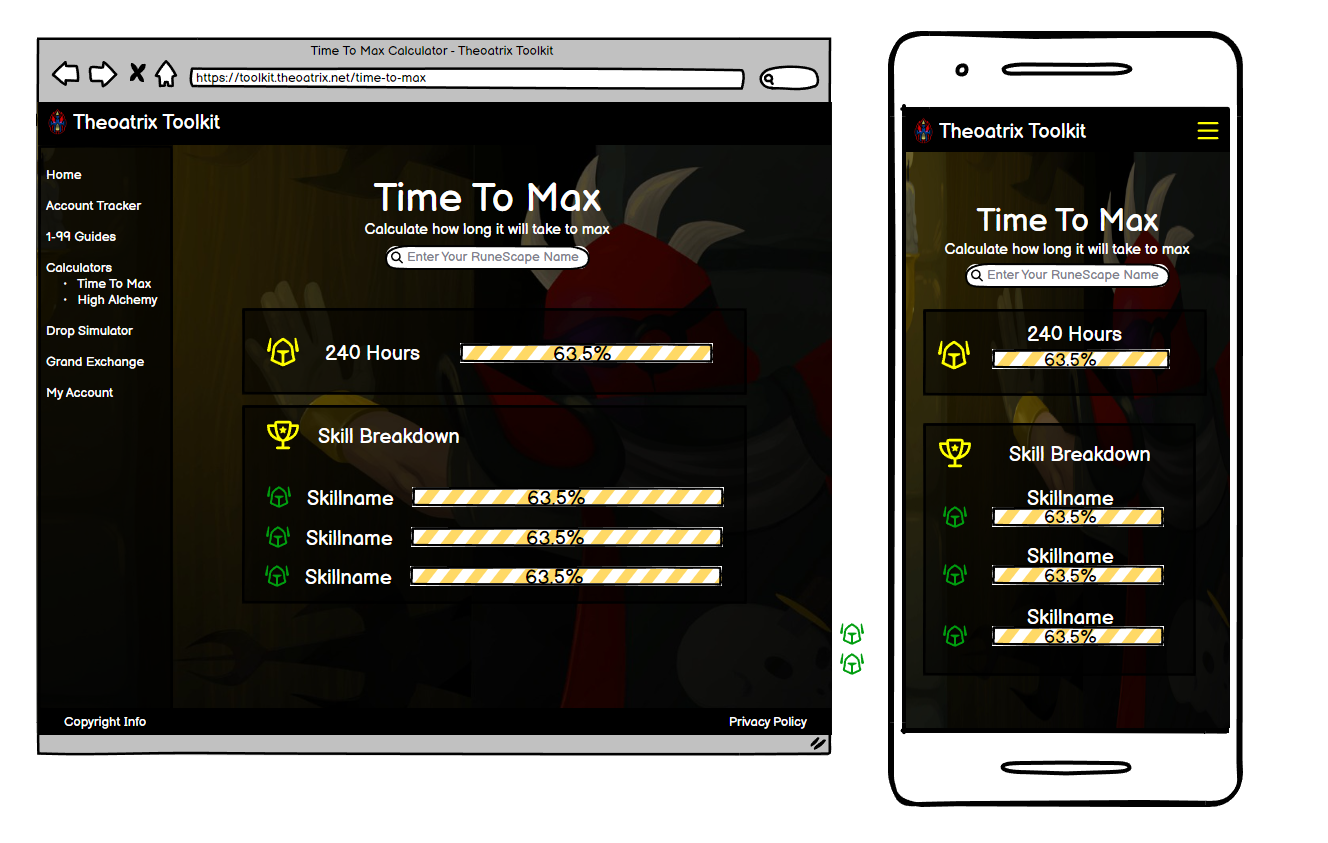 Time To Max Calculator - Theoatrix Toolkit
https://toolkit.theoatrix.net/time-to-max
Theoatrix Toolkit
Home
Account Tracker
1-99 Guides
Calculators
• Time To Max
• High Alchemy
Drop Simulator
Grand Exchange
My Account
Time To Max
Calculate how long it will take to max
Enter Your RuneScape Name
240 Hours 63.5%
Skill Breakdown
Skillname 63.5%
Skillname 63.5%
Skillname 63.5%
Copyright Info Privacy Policy
Theoatrix Toolkit
Time To Max
Calculate how long it will take to max
Enter Your RuneScape Name
240 Hours
63.5%
Skill Breakdown
Skillname
63.5%
Skillname
63.5%
Skillname
63.5%